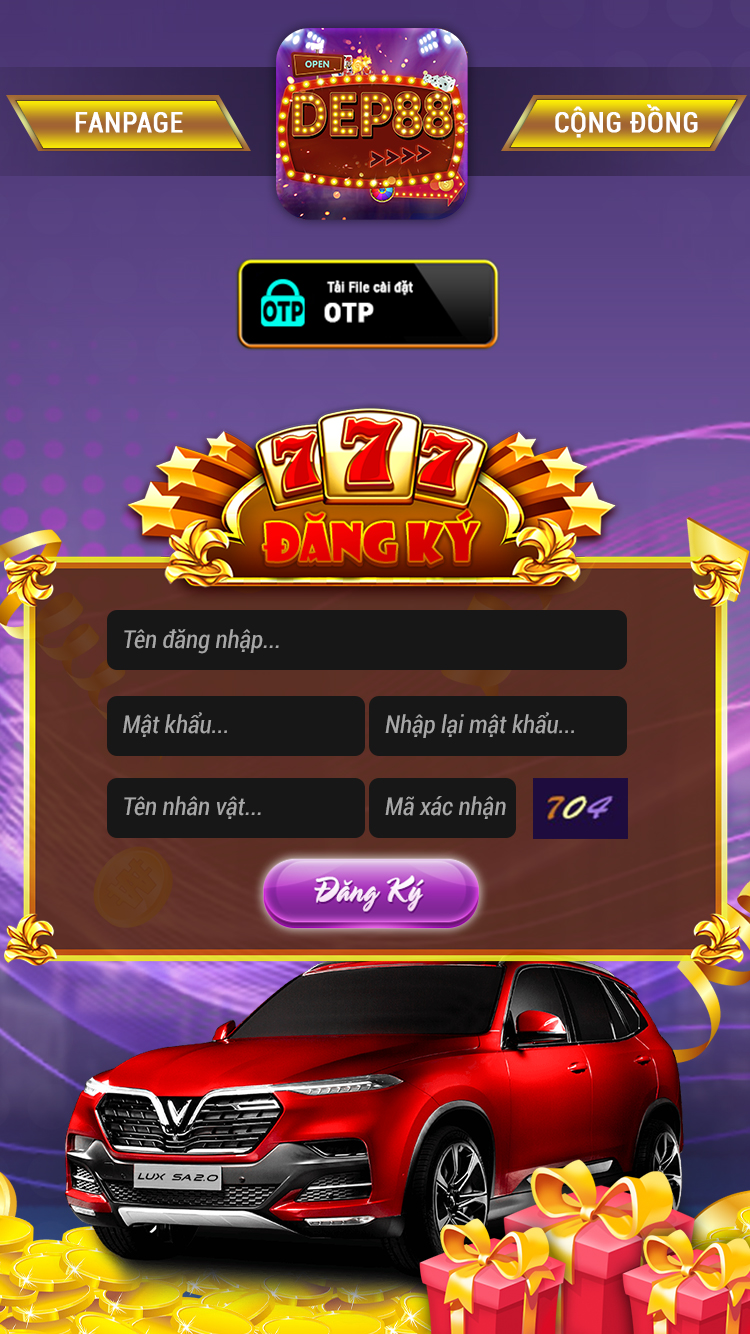 OPEN
DEP88
>>>>
FANPAGE
CỘNG ĐỒNG
Tải File cài đặt
OTP
OTP
777
ĐĂNG KÝ
Tên đăng nhập...
Mật khẩu...
Nhập lại mật khẩu...
Tên nhân vật...
Mã xác nhận
704
Đăng Ký
LUX SA2.0